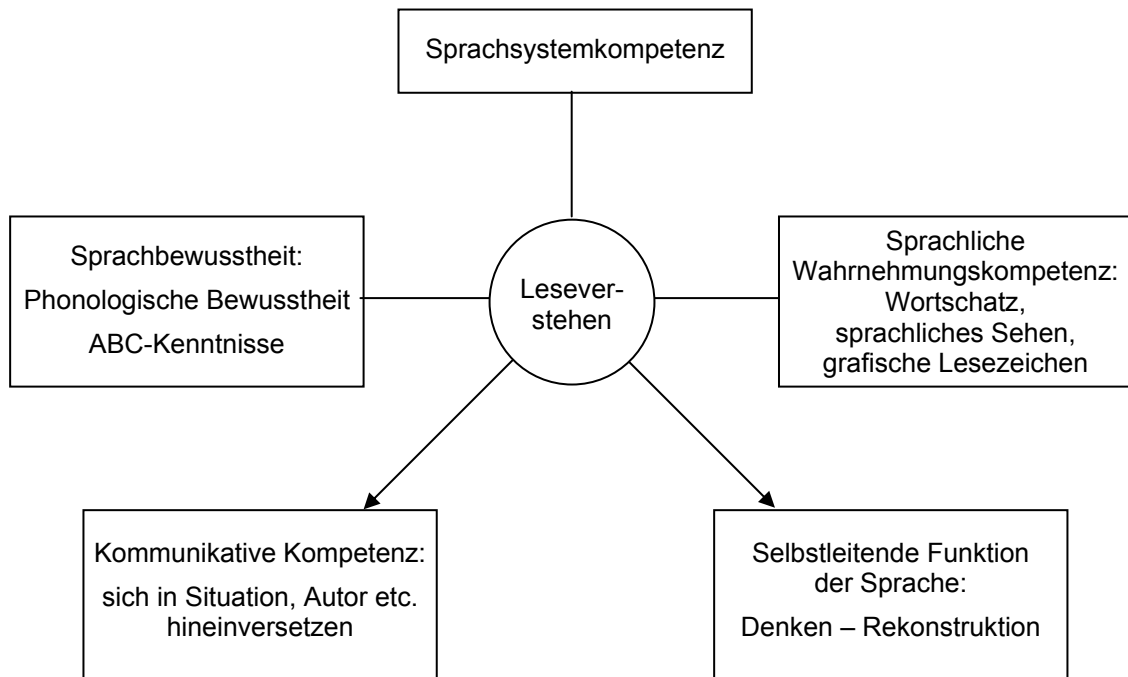 Sprachsystemkompetenz
Sprachbewusstheit:
Phonologische Bewusstheit
ABC-Kenntnisse
Lesever-
stehen
Sprachliche
Wahrnehmungskompetenz:
Wortschatz,
sprachliches Sehen,
grafische Lesezeichen
Kommunikative Kompetenz:
sich in Situation, Autor etc.
hineinversetzen
Selbstleitende Funktion
der Sprache:
Denken – Rekonstruktion